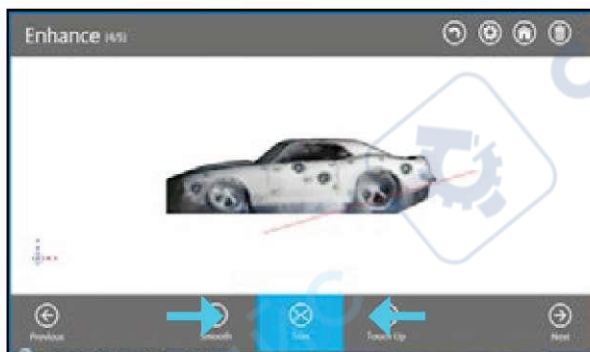 Enhance (4/5)
Previous
Smooth
Trim
Touch Up
Next